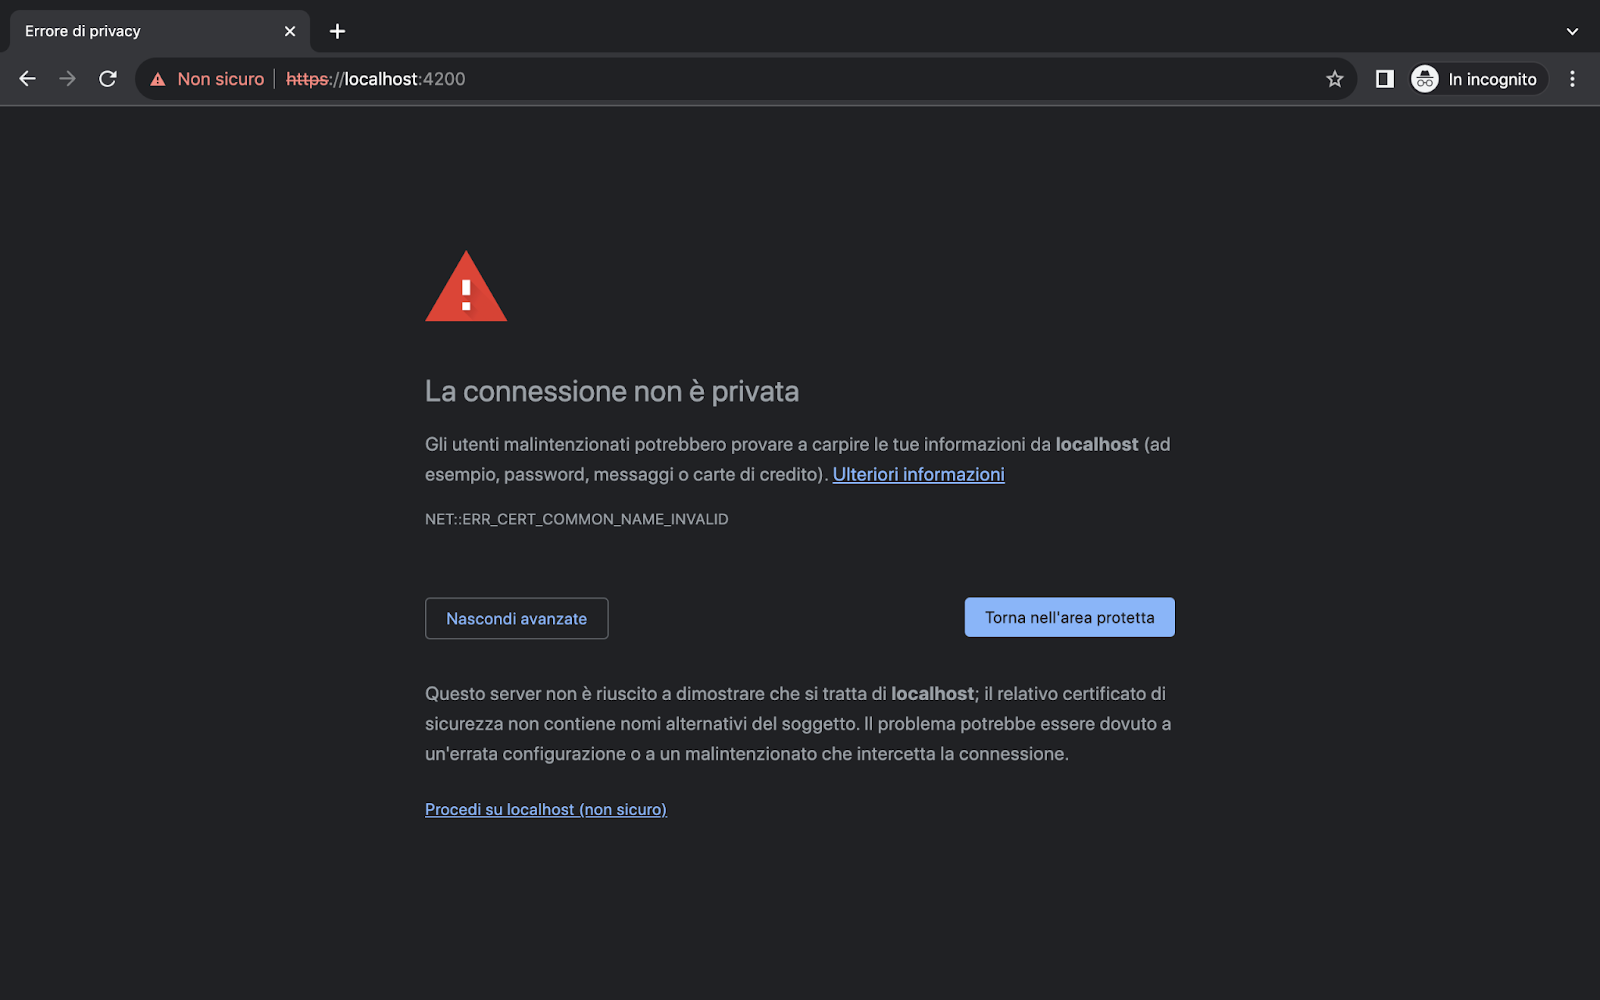 Errore di privacy
Non sicuro
https://localhost:4200
In incognito
La connessione non è privata
Gli utenti malintenzionati potrebbero provare a carpire le tue informazioni da localhost (ad
esempio, password, messaggi o carte di credito). Ulteriori informazioni
NET::ERR_CERT_COMMON_NAME_INVALID
Nascondi avanzate
Torna nell'area protetta
Questo server non è riuscito a dimostrare che si tratta di localhost; il relativo certificato di
sicurezza non contiene nomi alternativi del soggetto. Il problema potrebbe essere dovuto a
un'errata configurazione o a un malintenzionato che intercetta la connessione.
Procedi su localhost (non sicuro)